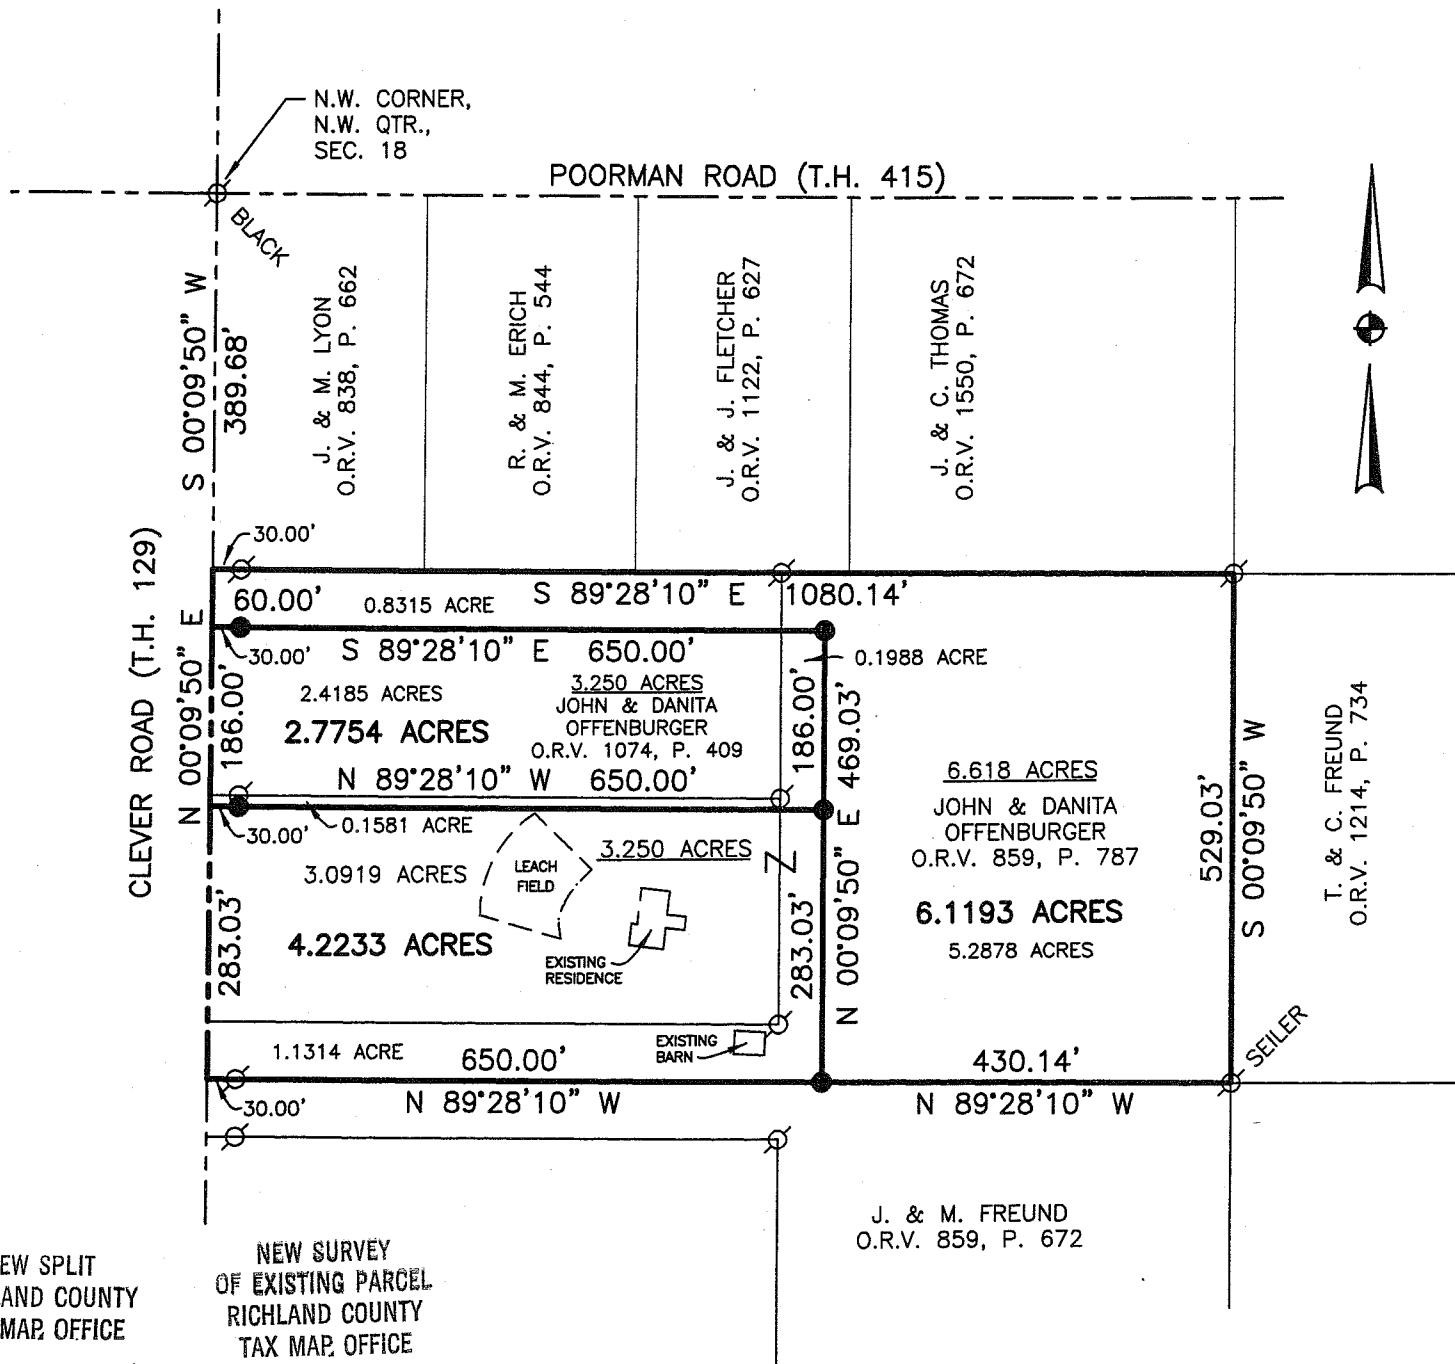 N.W. CORNER,
N.W. QTR.,
SEC. 18
POORMAN ROAD (T.H. 415)
BLACK
S 00°09'50" W
389.68'
J. & M. LYON
O.R.V. 838, P. 662
R. & M. ERICH
O.R.V. 844, P. 544
J. & J. FLETCHER
O.R.V. 1122, P. 627
J. & C. THOMAS
O.R.V. 1550, P. 672
CLEVER ROAD (T.H. 129)
N 00°09'50" E
30.00'
60.00'
0.8315 ACRE
S 89°28'10" E
1080.14'
30.00'
S 89°28'10" E 650.00'
0.1988 ACRE
186.00'
2.4185 ACRES
2.7754 ACRES
3.250 ACRES
JOHN & DANITA
OFFENBURGER
O.R.V. 1074, P. 409
186.00'
N 00°09'50" E 469.03'
N 89°28'10" W 650.00'
30.00'
0.1581 ACRE
3.250 ACRES
Z
3.0919 ACRES
LEACH
FIELD
4.2233 ACRES
283.03'
EXISTING
RESIDENCE
283.03'
6.618 ACRES
JOHN & DANITA
OFFENBURGER
O.R.V. 859, P. 787
6.1193 ACRES
5.2878 ACRES
529.03'
S 00°09'50" W
T. & C. FREUND
O.R.V. 1214, P. 734
1.1314 ACRE
650.00'
EXISTING
BARN
430.14'
SEILER
30.00'
N 89°28'10" W
N 89°28'10" W
J. & M. FREUND
O.R.V. 859, P. 672
EW SPLIT
AND COUNTY
MAP OFFICE
NEW SURVEY
OF EXISTING PARCEL
RICHLAND COUNTY
TAX MAP OFFICE